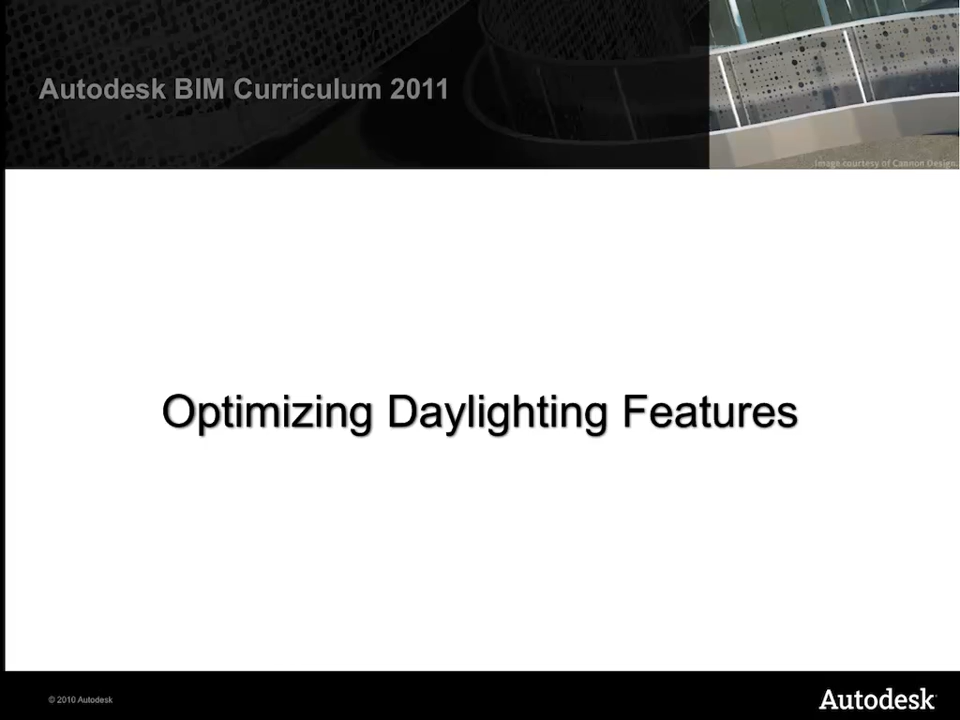 Autodesk BIM Curriculum 2011
Image courtesy of Cannon Design.
Optimizing Daylighting Features
© 2010 Autodesk
Autodesk